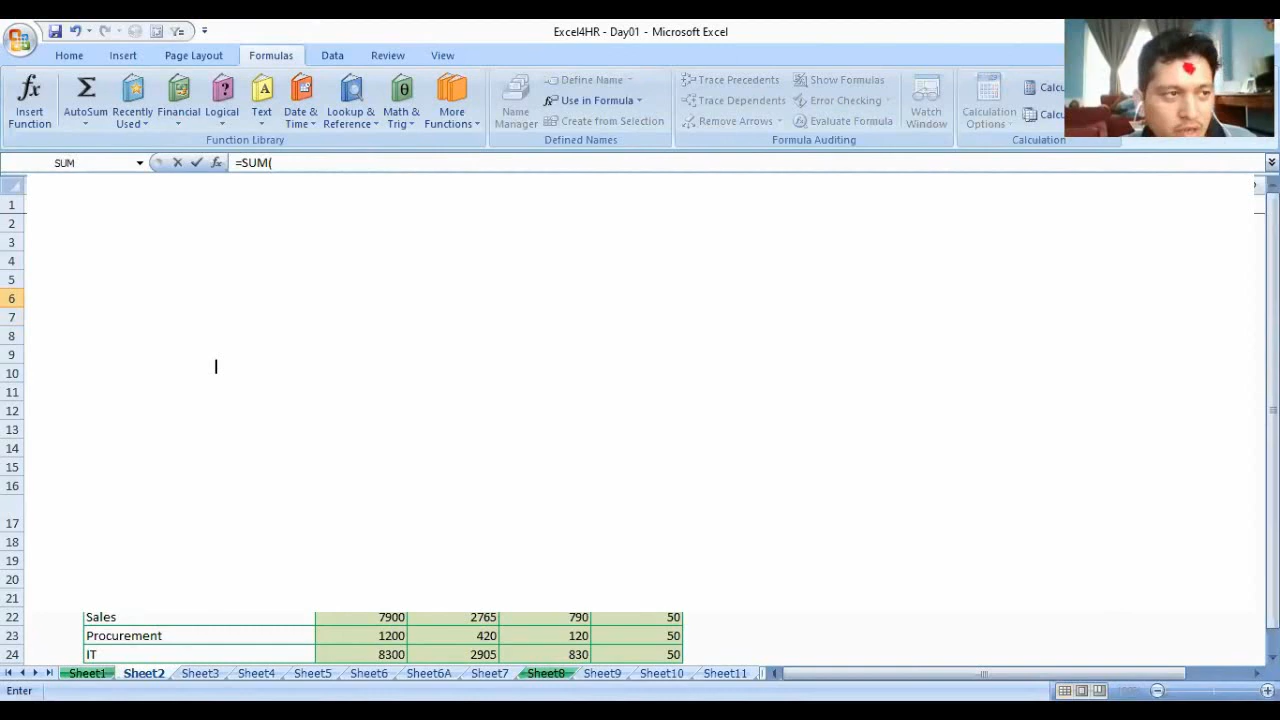 Excel4HR - Day01 - Microsoft Excel
Home Insert Page Layout Formulas Data Review View
Insert Function AutoSum Recently Used Financial Logical Text Date & Time Lookup & Reference Math & Trig More Functions
Function Library
Name Manager Define Name Use in Formula Create from Selection
Defined Names
Trace Precedents Trace Dependents Remove Arrows Show Formulas Error Checking Evaluate Formula Watch Window
Formula Auditing
Calculation Options Calcu Calcu
Calculation
SUM fx =SUM(
1
2
3
4
5
6
7
8
9
10
11
12
13
14
15
16
17
18
19
20
21
22 Sales 7900 2765 790 50
23 Procurement 1200 420 120 50
24 IT 8300 2905 830 50
Sheet1 Sheet2 Sheet3 Sheet4 Sheet5 Sheet6 Sheet6A Sheet7 Sheet8 Sheet9 Sheet10 Sheet11
Enter